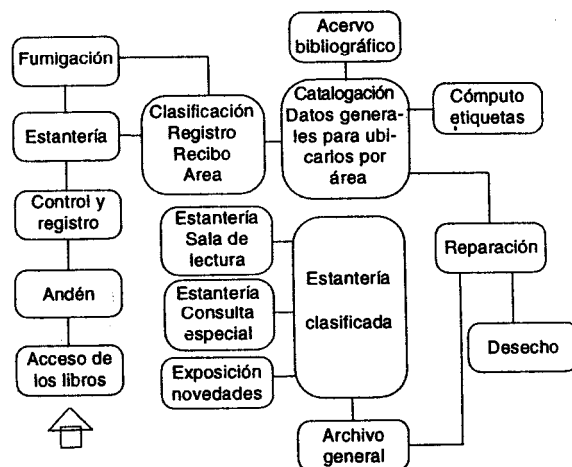 Acervo
bibliográfico
Fumigación
Clasificación
Registro
Recibo
Area
Catalogación
Datos genera-
les para ubi-
carlos por
área
Cómputo
etiquetas
Estantería
Control y
registro
Estantería
Sala de
lectura
Estantería
clasificada
Reparación
Andén
Estantería
Consulta
especial
Desecho
Acceso de
los libros
Exposición
novedades
Archivo
general